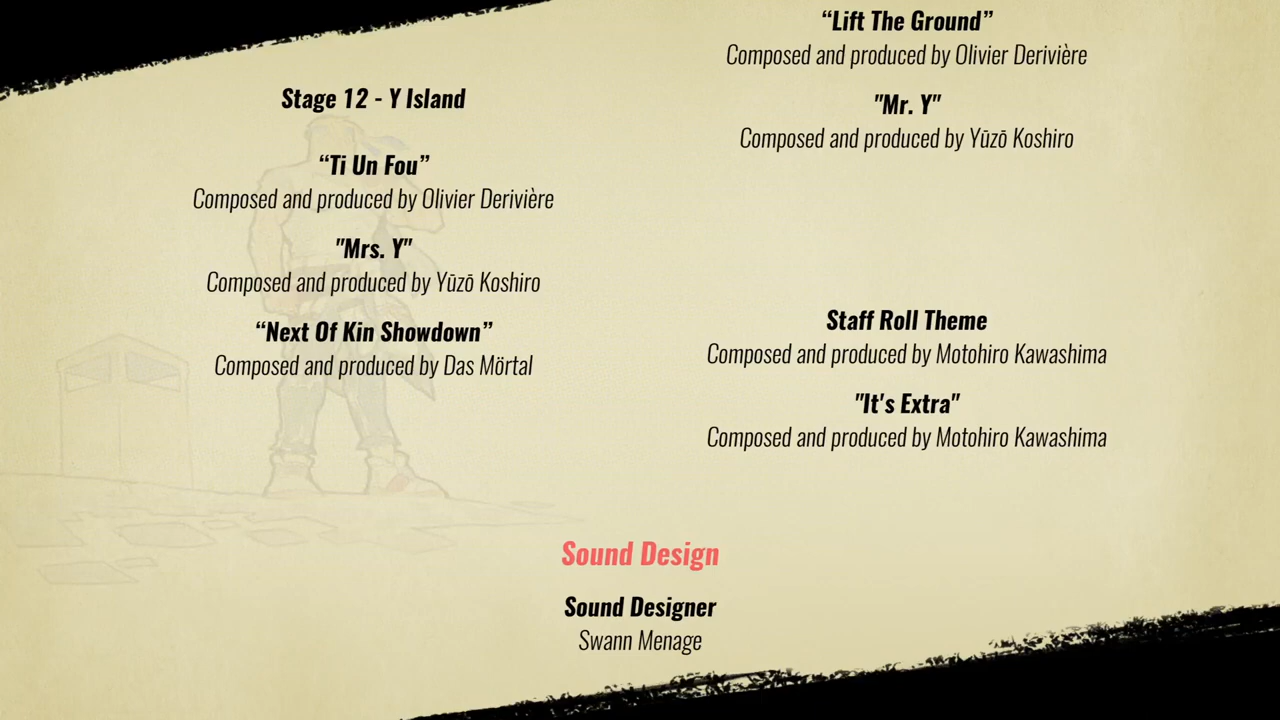 Stage 12 - Y Island
“Ti Un Fou”
Composed and produced by Olivier Derivière
"Mrs. Y"
Composed and produced by Yūzō Koshiro
“Next Of Kin Showdown”
Composed and produced by Das Mörtal
“Lift The Ground”
Composed and produced by Olivier Derivière
"Mr. Y"
Composed and produced by Yūzō Koshiro
Staff Roll Theme
Composed and produced by Motohiro Kawashima
"It's Extra"
Composed and produced by Motohiro Kawashima
Sound Design
Sound Designer
Swann Menage